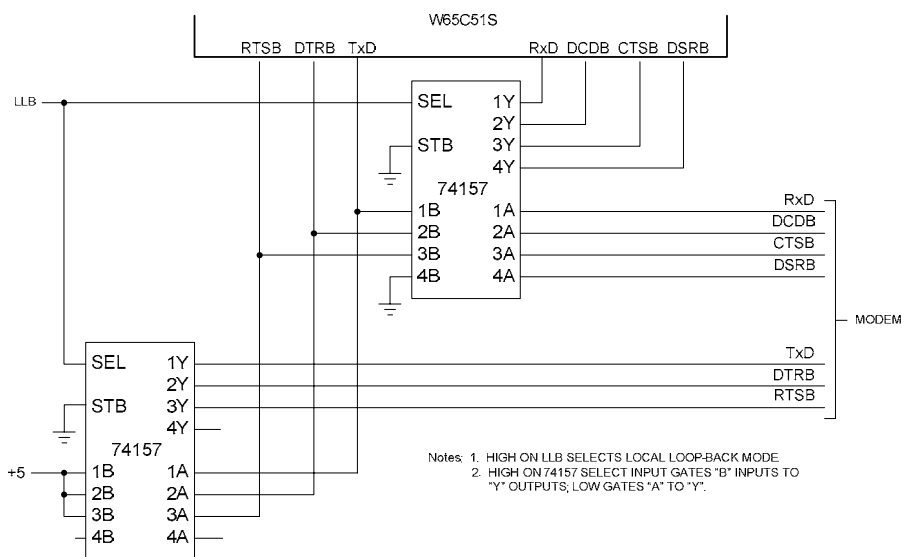 W65C51S
RTSB DTRB TxD RxD DCDB CTSB DSRB
LLB
SEL 1Y
2Y
STB 3Y
4Y
74157
1B 1A
2B 2A
3B 3A
4B 4A
RxD
DCDB
CTSB
DSRB
MODEM
TxD
DTRB
RTSB
SEL 1Y
2Y
STB 3Y
4Y
74157
+5
1B 1A
2B 2A
3B 3A
4B 4A
Notes; 1. HIGH ON LLB SELECTS LOCAL LOOP-BACK MODE
2. HIGH ON 74157 SELECT INPUT GATES "B" INPUTS TO
"Y" OUTPUTS; LOW GATES "A" TO "Y".